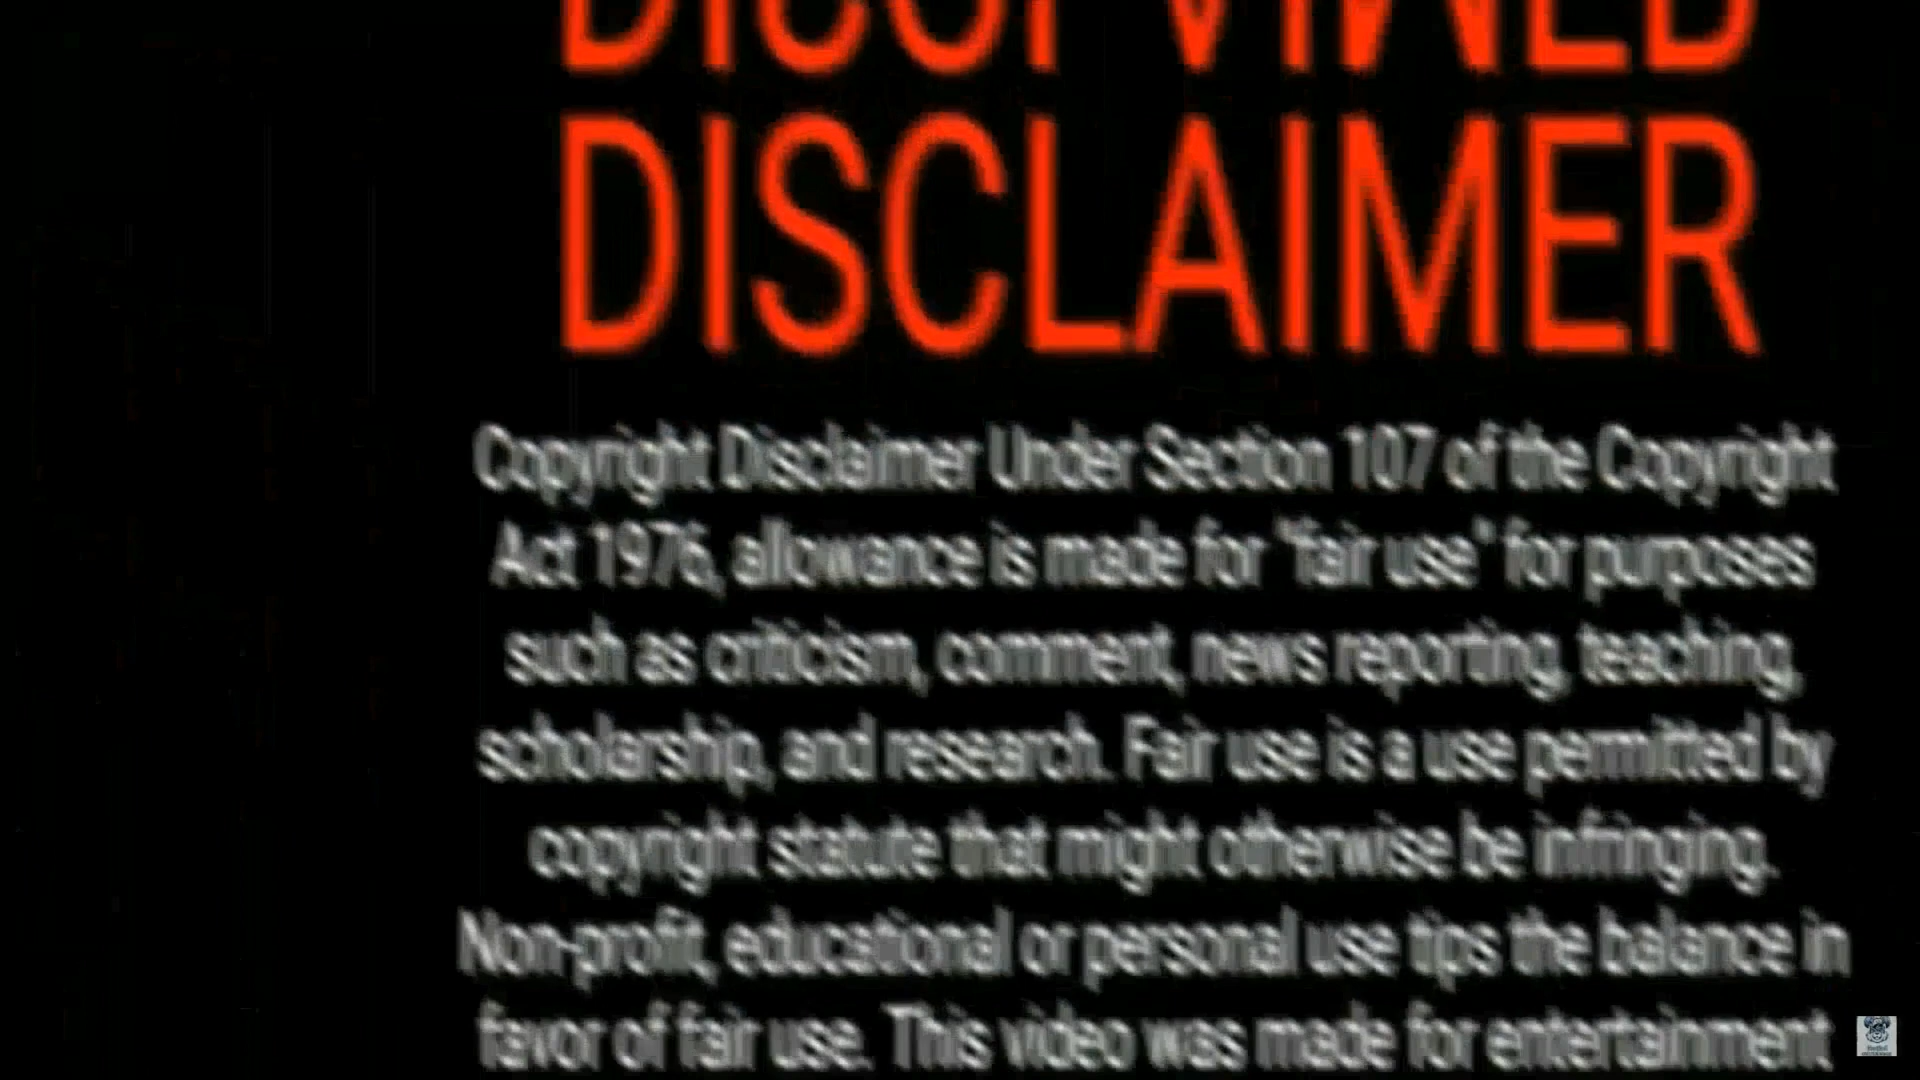 DISCLAIMER
Copyright Disclaimer Under Section 107 of the Copyright
Act 1976, allowance is made for "fair use" for purposes
such as criticism, comment, news reporting, teaching,
scholarship, and research. Fair use is a use permitted by
copyright statute that might otherwise be infringing.
Non-profit, educational or personal use tips the balance in
favor of fair use. This video was made for entertainment